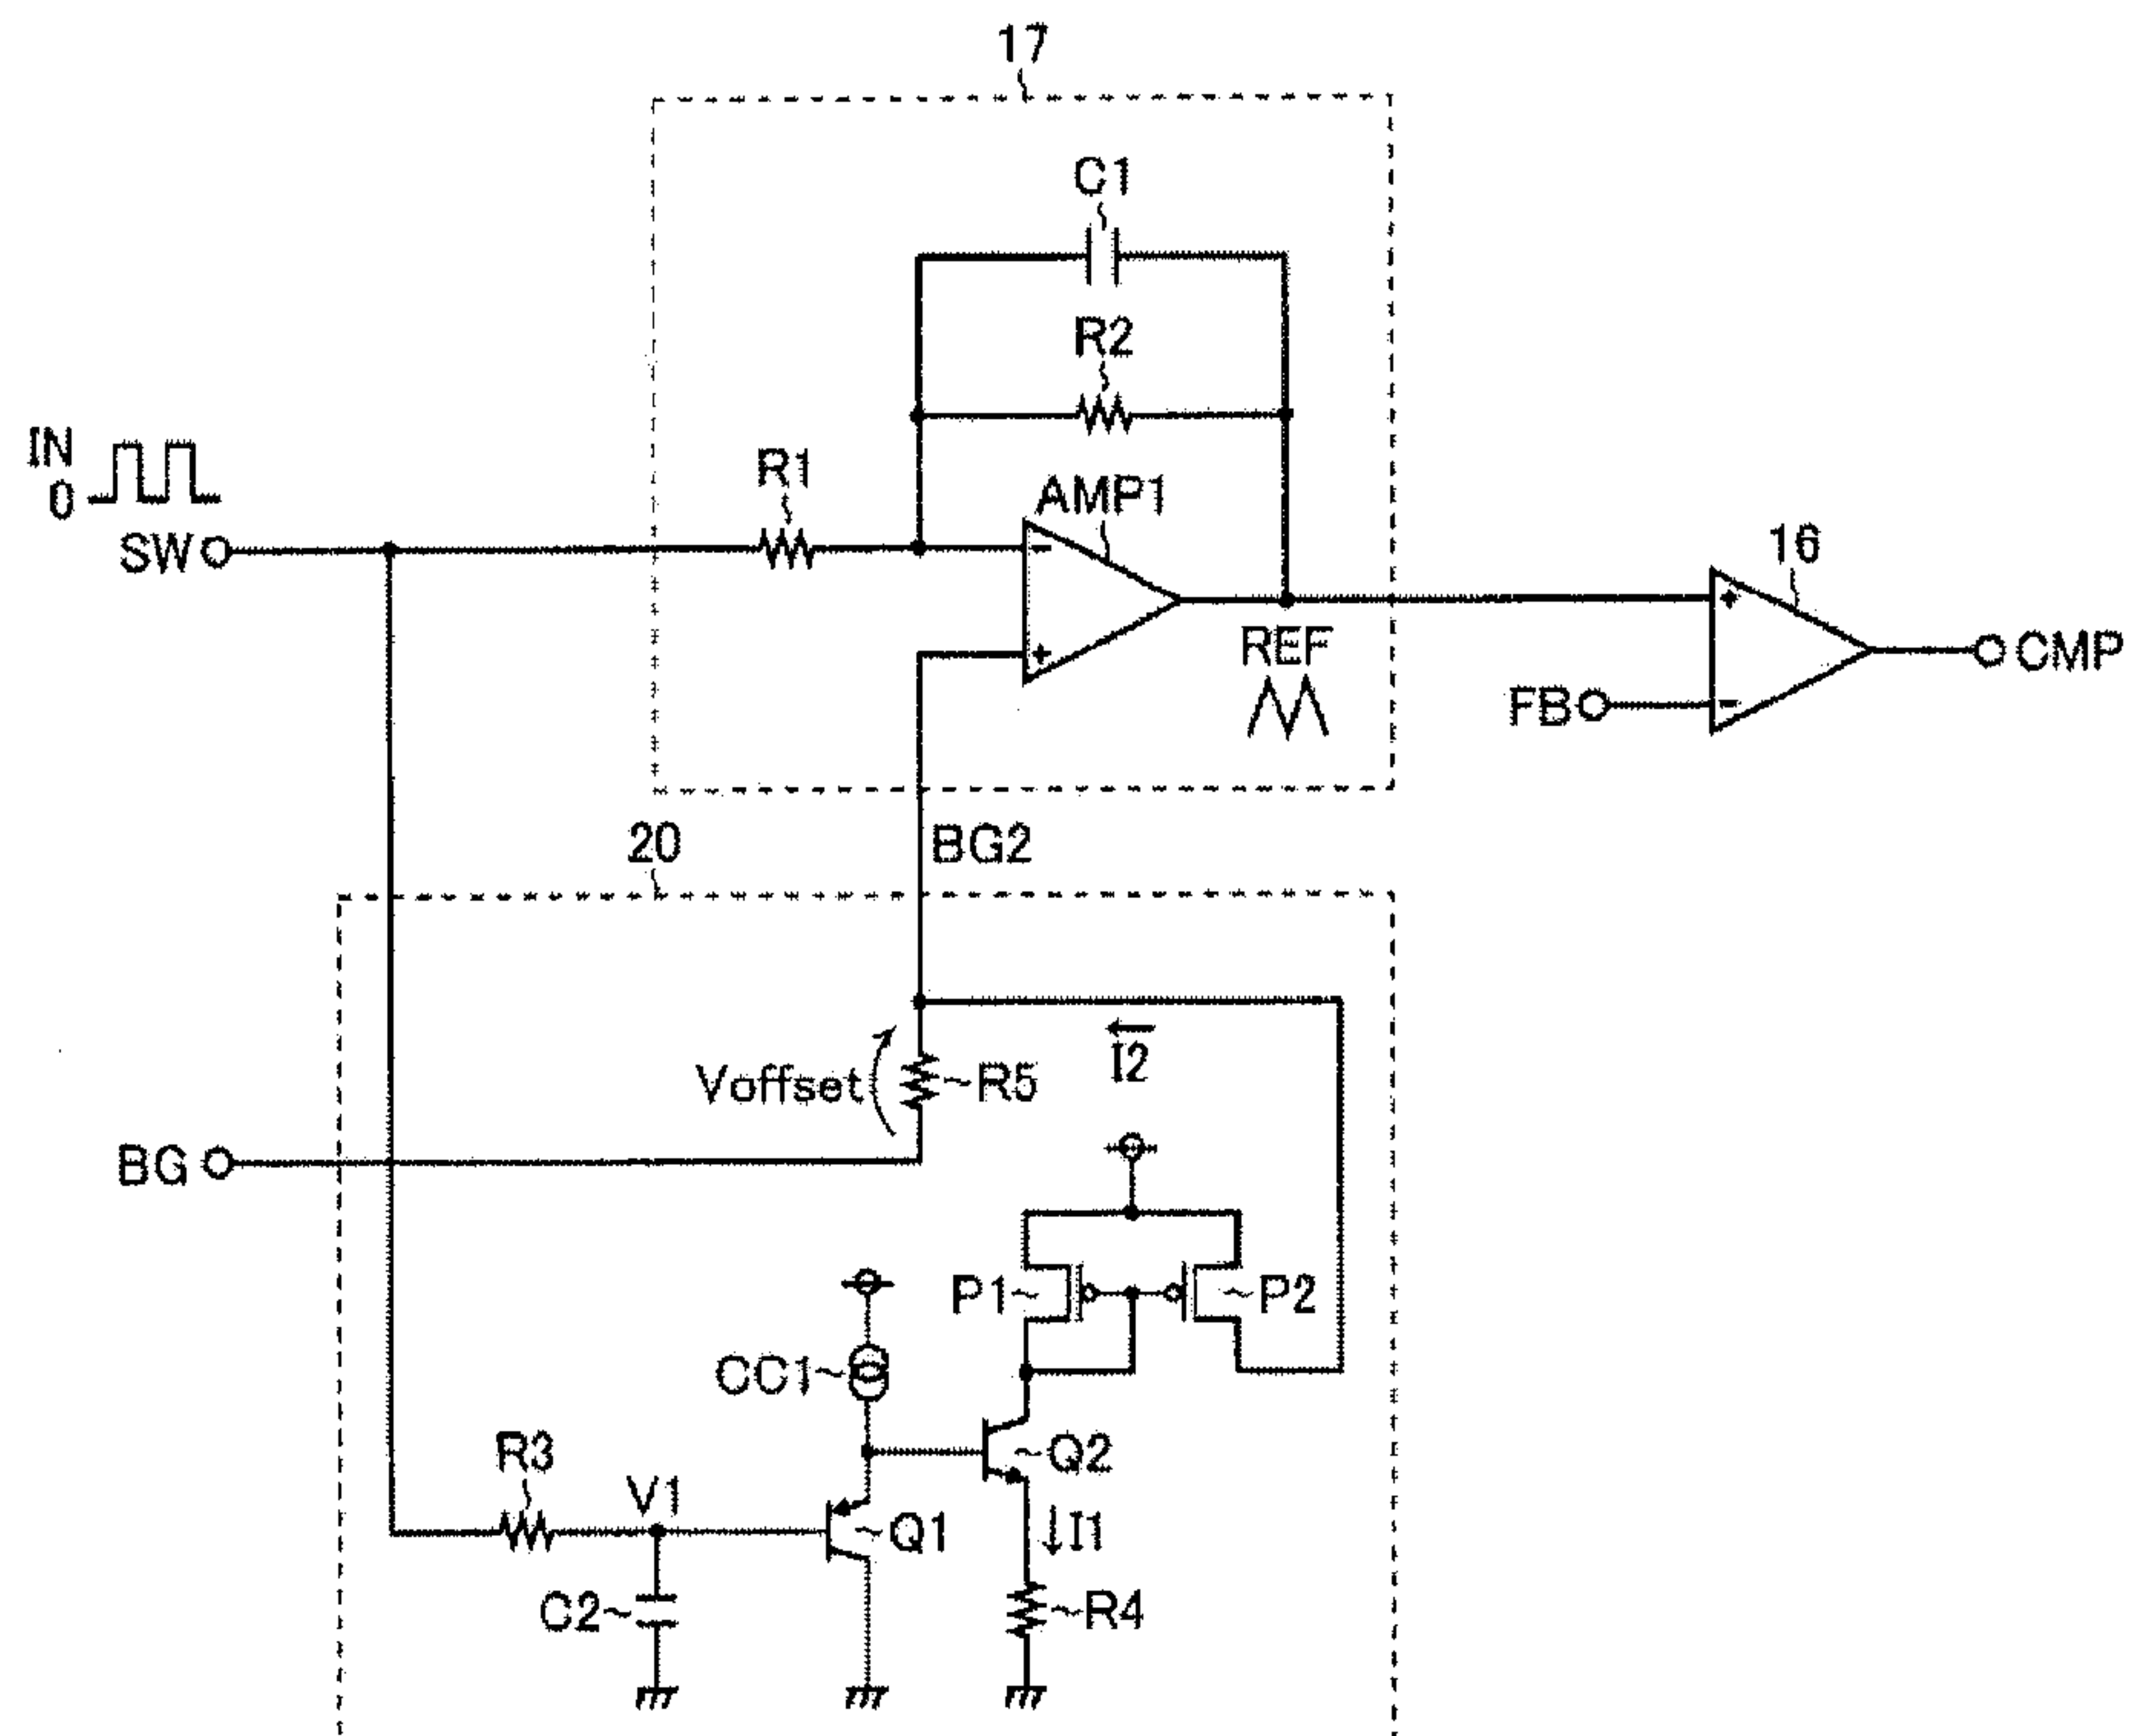 17
C1
R2
IN
0
SW
R1
AMP1
16
REF
CMP
FB
20
BG2
Voffset
R5
I2
BG
P1
P2
CC1
R3
V1
Q1
Q2
I1
C2
R4